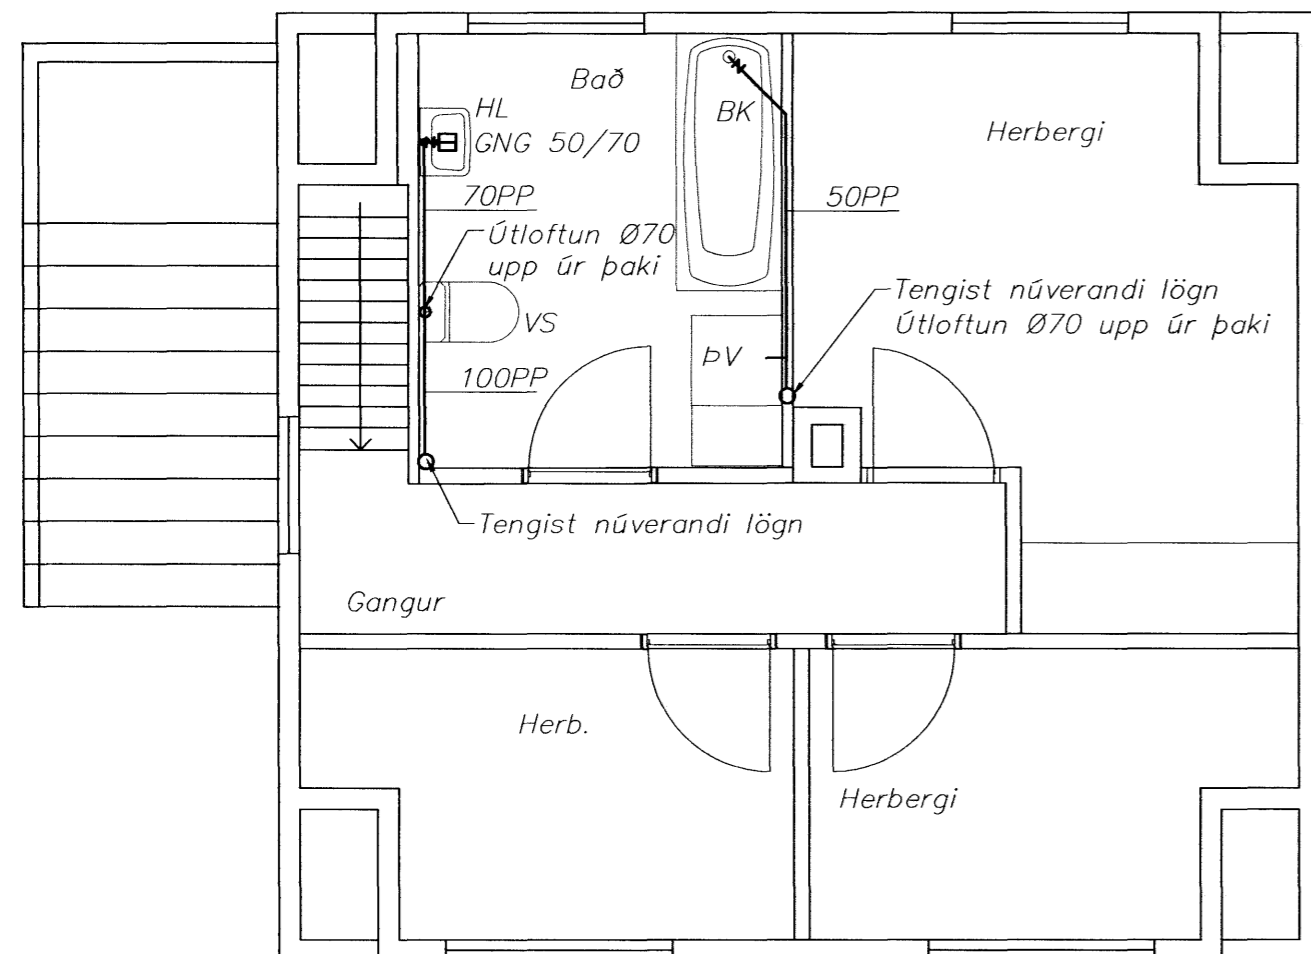 Bað
HL
GNG 50/70
BK
Herbergi
70PP
50PP
Útloftun Ø70
upp úr þaki
VS
Tengist núverandi lögn
Útloftun Ø70 upp úr þaki
ÞV
100PP
Tengist núverandi lögn
Gangur
Herb.
Herbergi